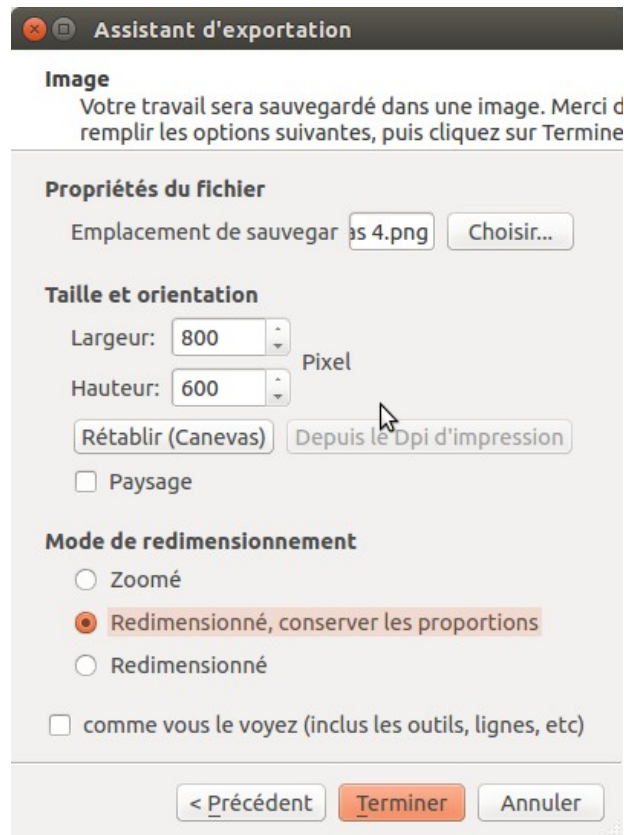 Assistant d'exportation
Image
Votre travail sera sauvegardé dans une image. Merci d
remplir les options suivantes, puis cliquez sur Termine
Propriétés du fichier
Emplacement de sauvegar as 4.png Choisir...
Taille et orientation
Largeur: 800
Pixel
Hauteur: 600
Rétablir (Canevas) Depuis le Dpi d'impression
Paysage
Mode de redimensionnement
Zoomé
Redimensionné, conserver les proportions
Redimensionné
comme vous le voyez (inclus les outils, lignes, etc)
< Précédent Terminer Annuler